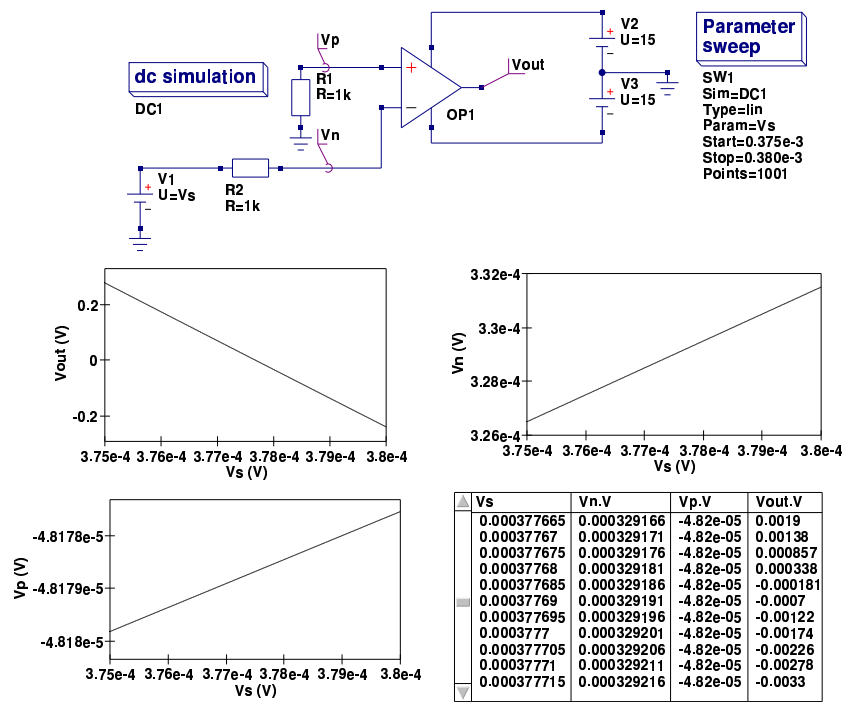 dc simulation
DC1
Vp
R1
R=1k
+
−
OP1
Vout
V2
U=15
+
−
V3
U=15
+
−
Parameter
sweep
SW1
Sim=DC1
Type=lin
Param=Vs
Start=0.375e-3
Stop=0.380e-3
Points=1001
Vn
V1
U=Vs
+
−
R2
R=1k
Vout (V)
0.2
0
-0.2
3.75e-4 3.76e-4 3.77e-4 3.78e-4 3.79e-4 3.8e-4
Vs (V)
Vn (V)
3.32e-4
3.3e-4
3.28e-4
3.26e-4
3.75e-4 3.76e-4 3.77e-4 3.78e-4 3.79e-4 3.8e-4
Vs (V)
Vp (V)
-4.8178e-5
-4.8179e-5
-4.818e-5
3.75e-4 3.76e-4 3.77e-4 3.78e-4 3.79e-4 3.8e-4
Vs (V)
Vs Vn.V Vp.V Vout.V
0.000377665 0.000329166 -4.82e-05 0.0019
0.00037767 0.000329171 -4.82e-05 0.00138
0.000377675 0.000329176 -4.82e-05 0.000857
0.00037768 0.000329181 -4.82e-05 0.000338
0.000377685 0.000329186 -4.82e-05 -0.000181
0.00037769 0.000329191 -4.82e-05 -0.0007
0.000377695 0.000329196 -4.82e-05 -0.00122
0.0003777 0.000329201 -4.82e-05 -0.00174
0.000377705 0.000329206 -4.82e-05 -0.00226
0.00037771 0.000329211 -4.82e-05 -0.00278
0.000377715 0.000329216 -4.82e-05 -0.0033